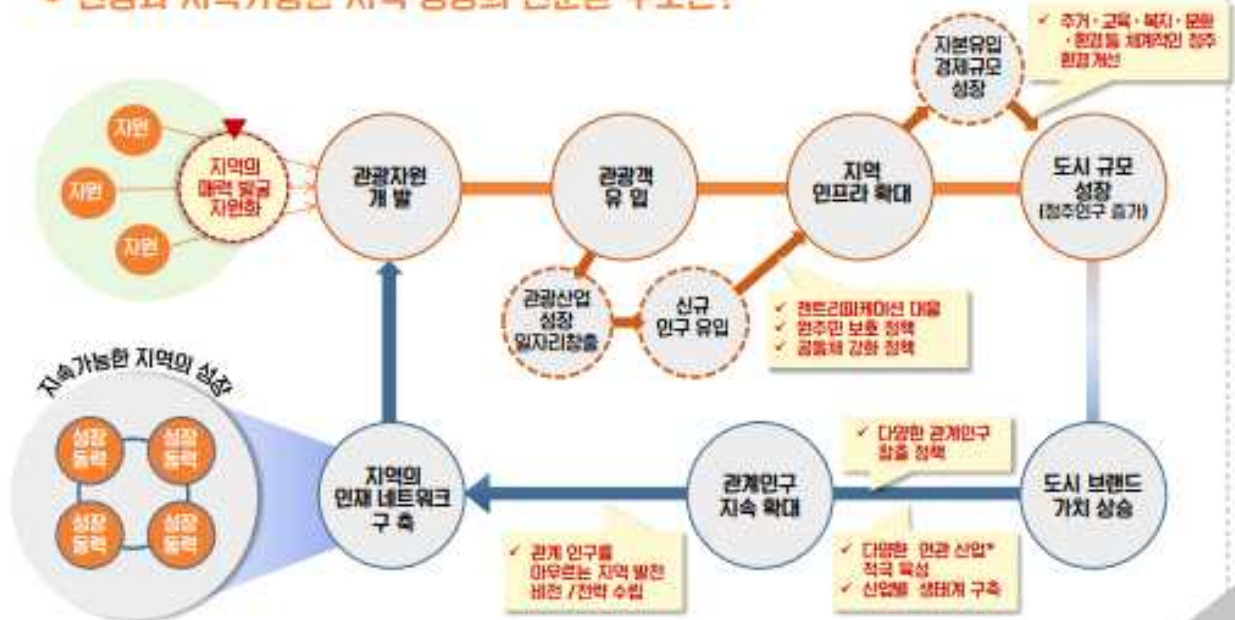 자본유입
경제규모
성장
✓ 주거·교육·복지·문화
·환경등 체계적인 정주
환경개선
자원
자원
자원
지역의
매력 발굴
자원화
관광자원
개 발
관광객
유 입
지역
인프라 확대
도시 규모
성장
(정주인구 증가)
관광산업
성장
일자리창출
신규
인구 유입
✓ 젠트리피케이션 대응
✓ 원주민 보호 정책
✓ 공동체 강화 정책
지속가능한 지역의 성장
성장
동력
성장
동력
성장
동력
성장
동력
지역의
인재 네트워크
구 축
관계인구
지속 확대
도시 브랜드
가치 상승
✓ 다양한 관계인구
창출 정책
✓ 관계 인구를
아우르는 지역 발전
비전 / 전략 수립
✓ 다양한 연관 산업*
적극 육성
✓ 산업별 생태계 구축